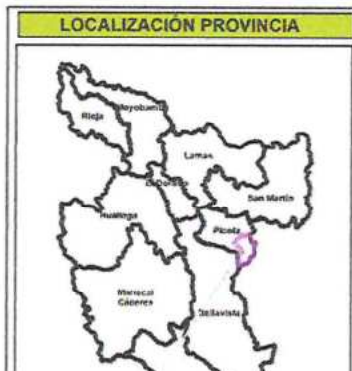 LOCALIZACIÓN PROVINCIA
Moyobamba
Rioja
Lamas
El Dorado
San Martín
Huallaga
Picota
Mariscal
Cáceres
Bellavista